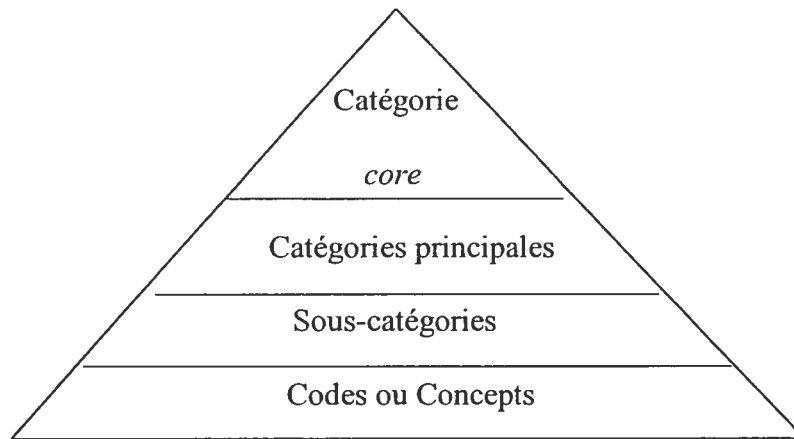 Catégorie
core
Catégories principales
Sous-catégories
Codes ou Concepts